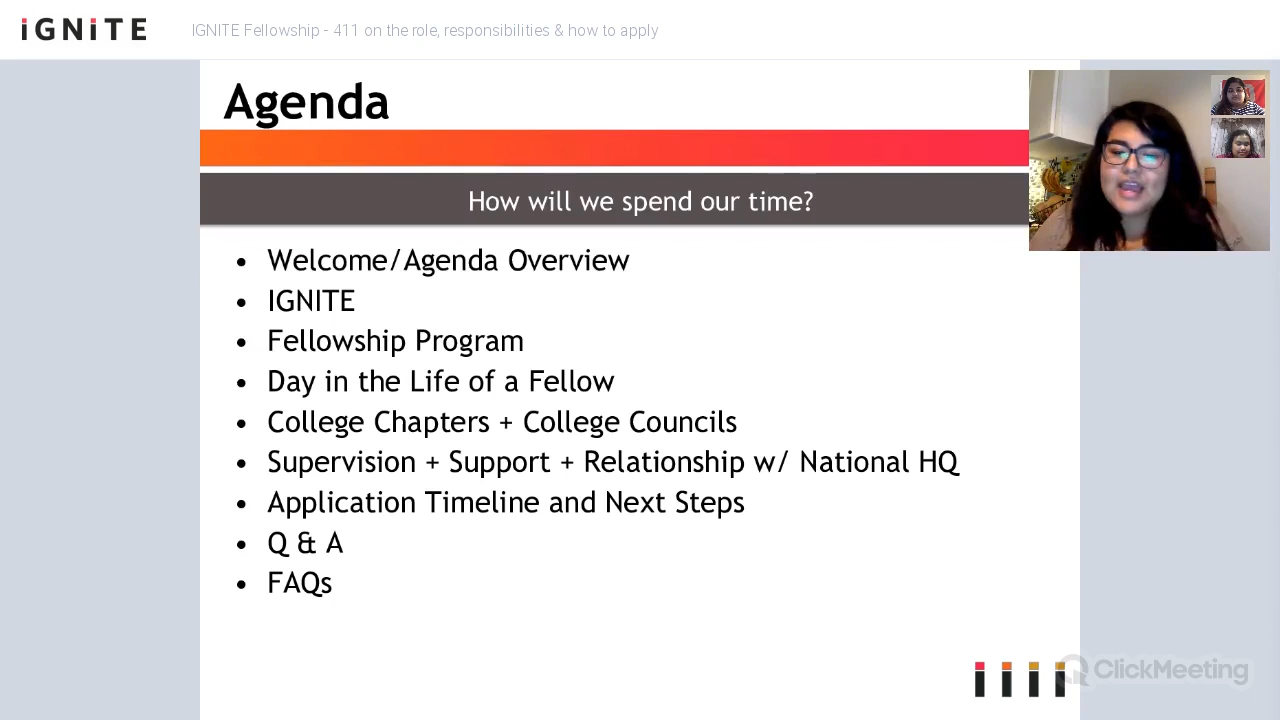 iGNiTE
IGNITE Fellowship - 411 on the role, responsibilities & how to apply
Agenda
How will we spend our time?
• Welcome/Agenda Overview
• IGNITE
• Fellowship Program
• Day in the Life of a Fellow
• College Chapters + College Councils
• Supervision + Support + Relationship w/ National HQ
• Application Timeline and Next Steps
• Q & A
• FAQs
ClickMeeting